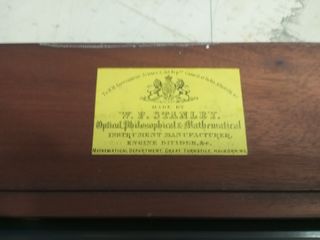 MADE BY
W. F. STANLEY.
Optical, Philosophical & Mathematical
INSTRUMENT MANUFACTURER,
ENGINE DIVIDER, &c.
MATHEMATICAL DEPARTMENT, GREAT TURNSTILE, HOLBORN, W.C.